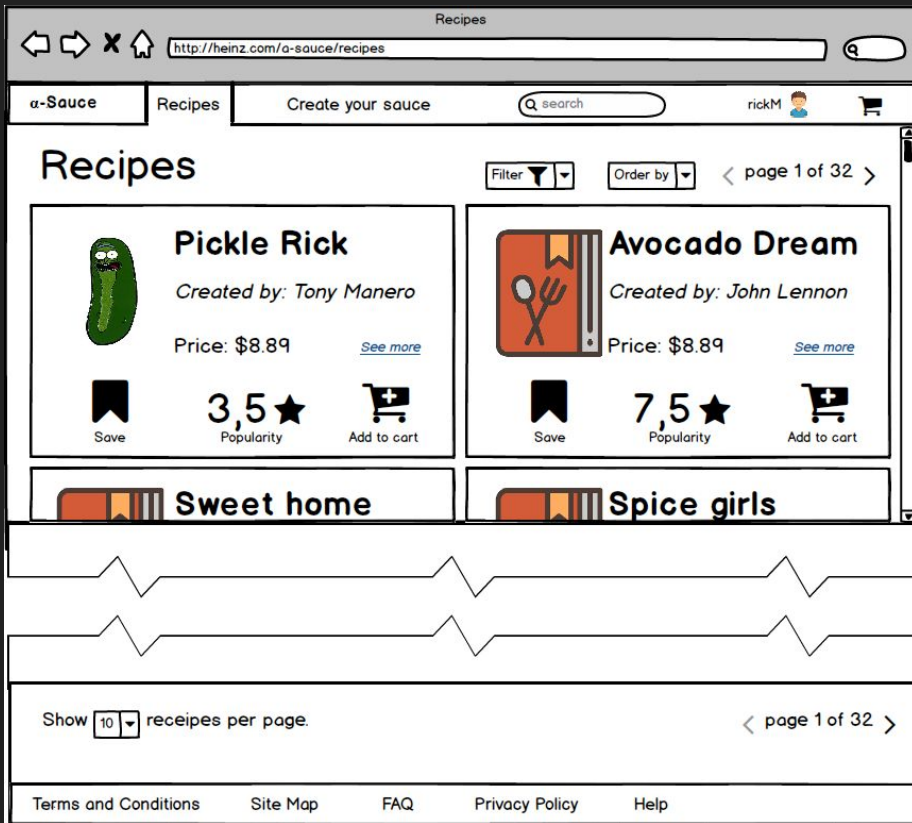 Recipes
http://heinz.com/α-sauce/recipes
α-Sauce Recipes Create your sauce search rickM
Recipes Filter Order by < page 1 of 32 >
Pickle Rick
Created by: Tony Manero
Price: $8.89 See more
3,5
Save Popularity Add to cart
Avocado Dream
Created by: John Lennon
Price: $8.89 See more
7,5
Save Popularity Add to cart
Sweet home
Spice girls
Show 10 receipes per page. < page 1 of 32 >
Terms and Conditions Site Map FAQ Privacy Policy Help